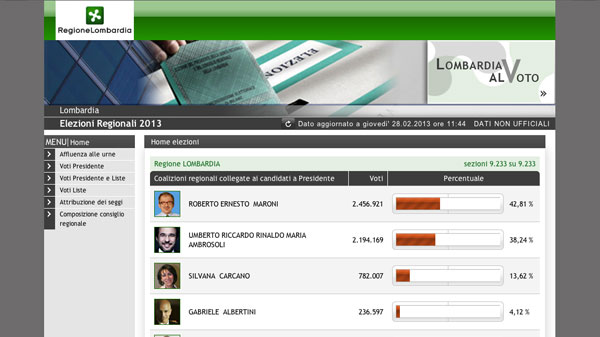 RegioneLombardia
ELEZIONI
LOMBARDIA
AL VOTO
»
Lombardia
Elezioni Regionali 2013
Dato aggiornato a giovedi' 28.02.2013 ore 11:44 DATI NON UFFICIALI
MENU| Home
Affluenza alle urne
Voti Presidente
Voti Presidente e Liste
Voti Liste
Attribuzione dei seggi
Composizione consiglio
regionale
Home elezioni
Regione LOMBARDIA sezioni 9.233 su 9.233
Coalizioni regionali collegate ai candidati a Presidente Voti Percentuale
ROBERTO ERNESTO MARONI 2.456.921 42,81 %
UMBERTO RICCARDO RINALDO MARIA
AMBROSOLI 2.194.169 38,24 %
SILVANA CARCANO 782.007 13,62 %
GABRIELE ALBERTINI 236.597 4,12 %